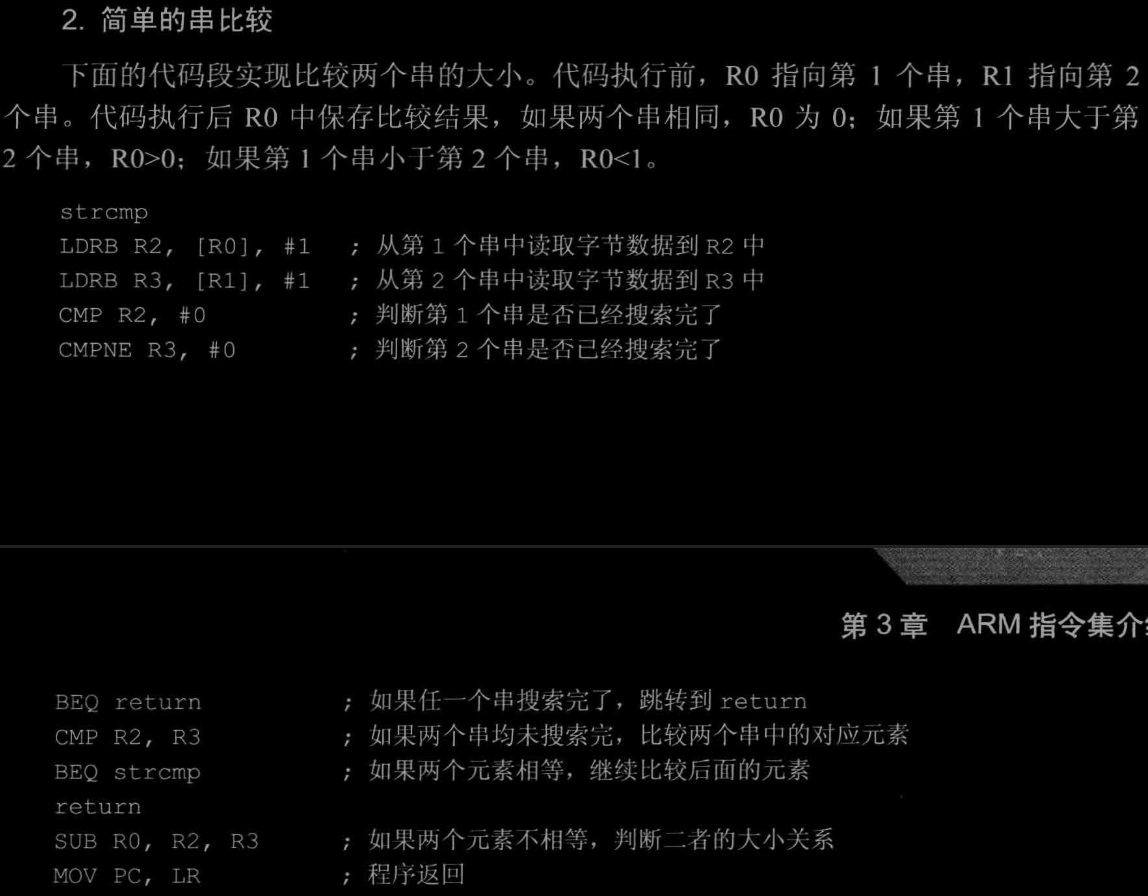 2. 简单的串比较
下面的代码段实现比较两个串的大小。代码执行前，R0 指向第 1 个串，R1 指向第 2
个串。代码执行后 R0 中保存比较结果，如果两个串相同，R0 为 0；如果第 1 个串大于第
2 个串，R0>0；如果第 1 个串小于第 2 个串，R0<1。
strcmp
LDRB R2, [R0], #1 ; 从第 1 个串中读取字节数据到 R2 中
LDRB R3, [R1], #1 ; 从第 2 个串中读取字节数据到 R3 中
CMP R2, #0 ; 判断第 1 个串是否已经搜索完了
CMPNE R3, #0 ; 判断第 2 个串是否已经搜索完了
第 3 章 ARM 指令集介
BEQ return ; 如果任一个串搜索完了，跳转到 return
CMP R2, R3 ; 如果两个串均未搜索完，比较两个串中的对应元素
BEQ strcmp ; 如果两个元素相等，继续比较后面的元素
return
SUB R0, R2, R3 ; 如果两个元素不相等，判断二者的大小关系
MOV PC, LR ; 程序返回